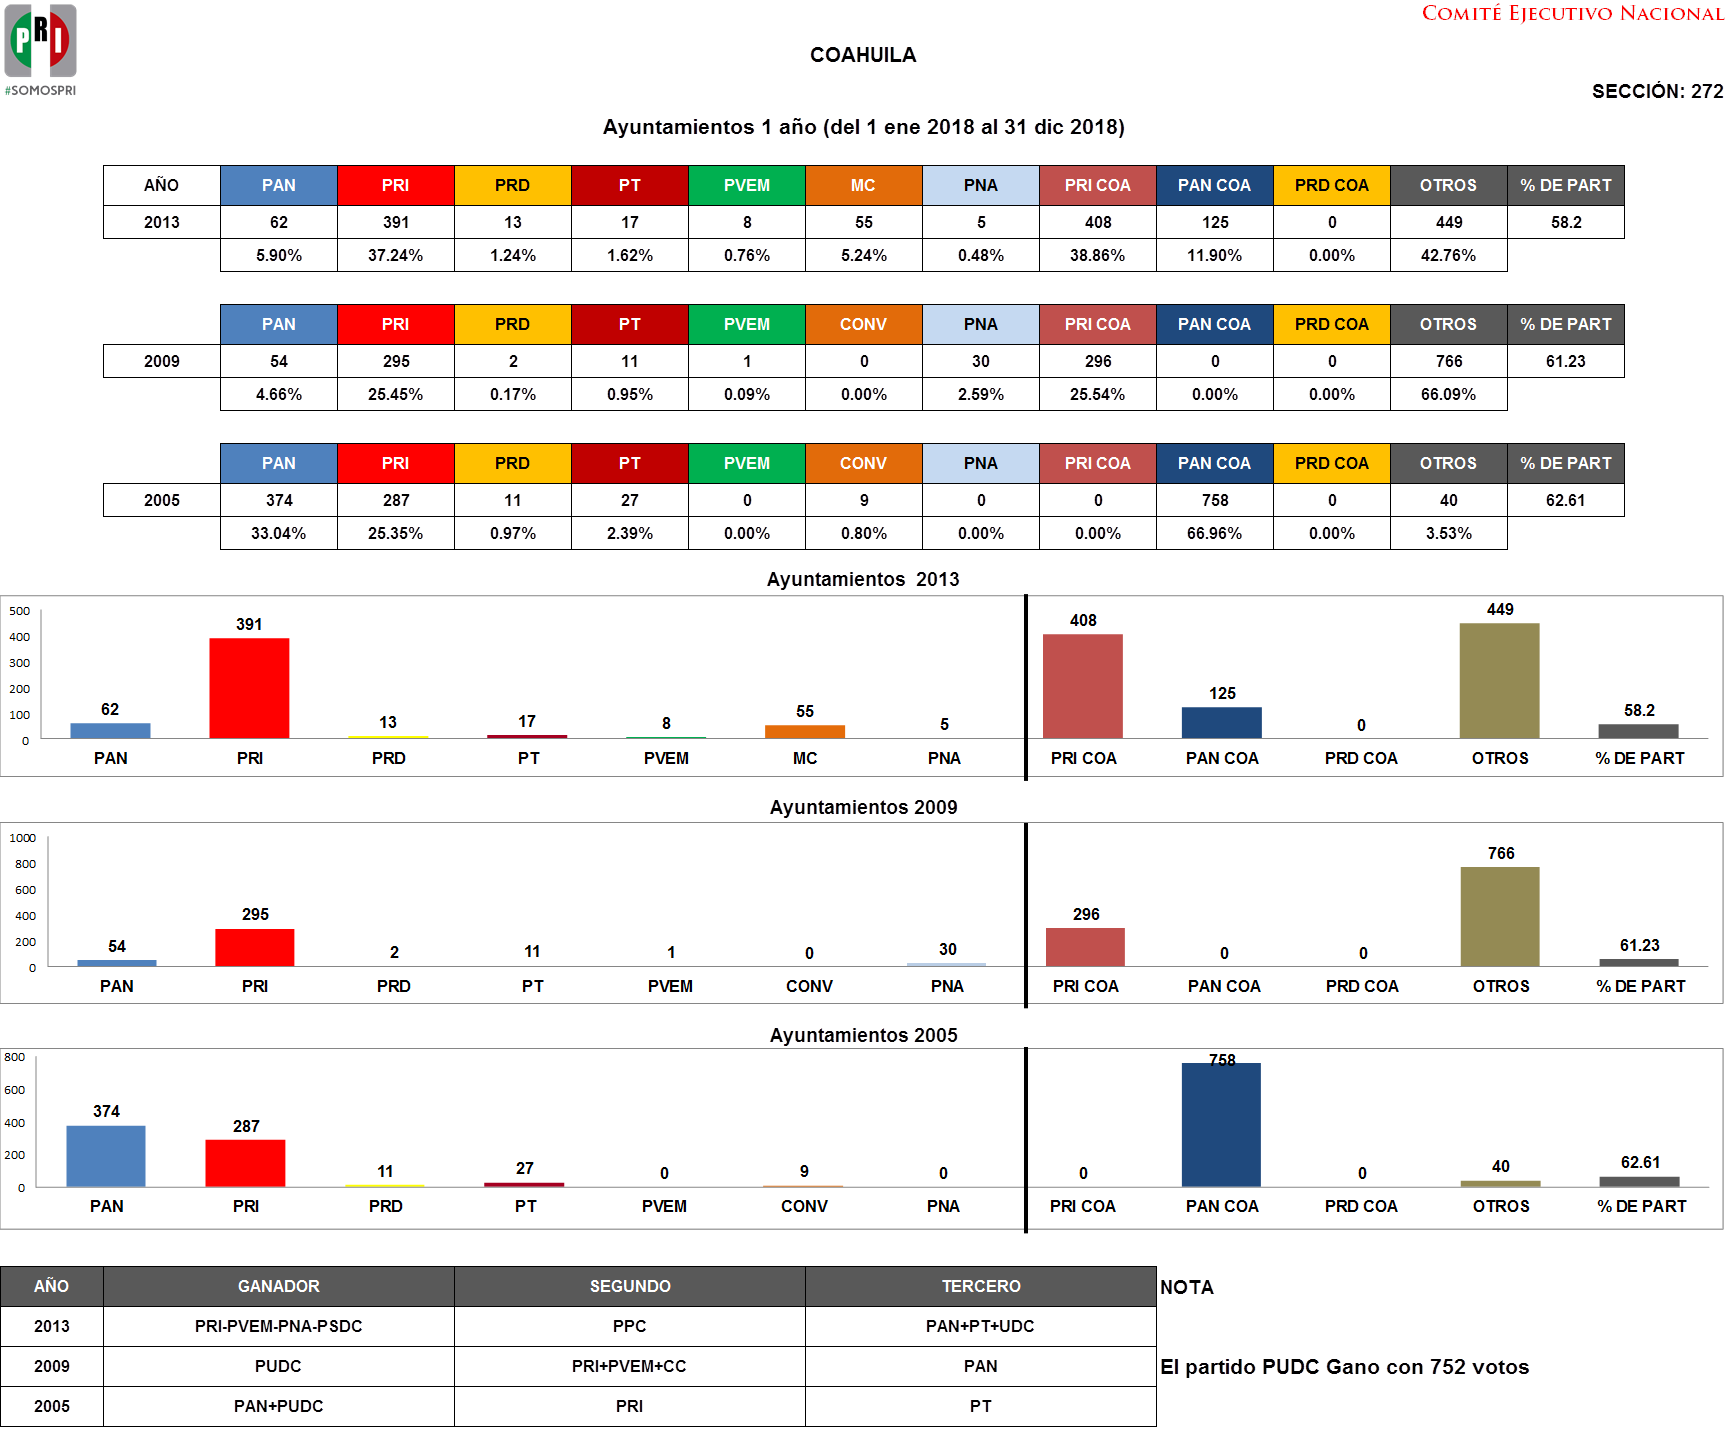 PRI
#SOMOSPRI
COMITÉ EJECUTIVO NACIONAL
COAHUILA
SECCIÓN: 272
Ayuntamientos 1 año (del 1 ene 2018 al 31 dic 2018)
AÑO PAN PRI PRD PT PVEM MC PNA PRI COA PAN COA PRD COA OTROS % DE PART
2013 62 391 13 17 8 55 5 408 125 0 449 58.2
5.90% 37.24% 1.24% 1.62% 0.76% 5.24% 0.48% 38.86% 11.90% 0.00% 42.76%
PAN PRI PRD PT PVEM CONV PNA PRI COA PAN COA PRD COA OTROS % DE PART
2009 54 295 2 11 1 0 30 296 0 0 766 61.23
4.66% 25.45% 0.17% 0.95% 0.09% 0.00% 2.59% 25.54% 0.00% 0.00% 66.09%
PAN PRI PRD PT PVEM CONV PNA PRI COA PAN COA PRD COA OTROS % DE PART
2005 374 287 11 27 0 9 0 0 758 0 40 62.61
33.04% 25.35% 0.97% 2.39% 0.00% 0.80% 0.00% 0.00% 66.96% 0.00% 3.53%
Ayuntamientos 2013
500
400
300
200
100
0
62 391 13 17 8 55 5 408 125 0 449 58.2
PAN PRI PRD PT PVEM MC PNA PRI COA PAN COA PRD COA OTROS % DE PART
Ayuntamientos 2009
1000
800
600
400
200
0
54 295 2 11 1 0 30 296 0 0 766 61.23
PAN PRI PRD PT PVEM CONV PNA PRI COA PAN COA PRD COA OTROS % DE PART
Ayuntamientos 2005
800
600
400
200
0
374 287 11 27 0 9 0 0 758 0 40 62.61
PAN PRI PRD PT PVEM CONV PNA PRI COA PAN COA PRD COA OTROS % DE PART
AÑO GANADOR SEGUNDO TERCERO NOTA
2013 PRI-PVEM-PNA-PSDC PPC PAN+PT+UDC
2009 PUDC PRI+PVEM+CC PAN El partido PUDC Gano con 752 votos
2005 PAN+PUDC PRI PT